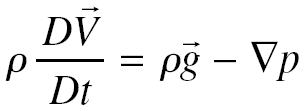 ρ DV⃗/Dt = ρg⃗ − ∇p